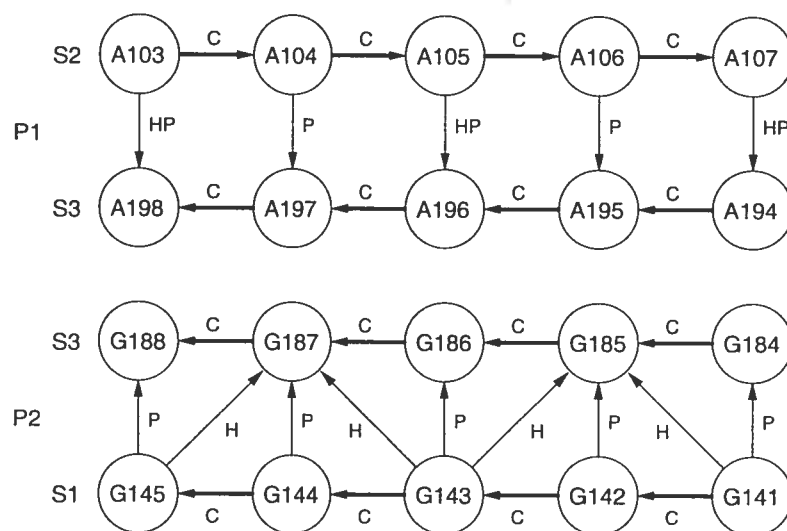 C C C C
S2 A103 A104 A105 A106 A107
P1 HP P HP P HP
C C C C
S3 A198 A197 A196 A195 A194
C C C C
S3 G188 G187 G186 G185 G184
P2 P H P H P H P H P
S1 G145 G144 G143 G142 G141
C C C C